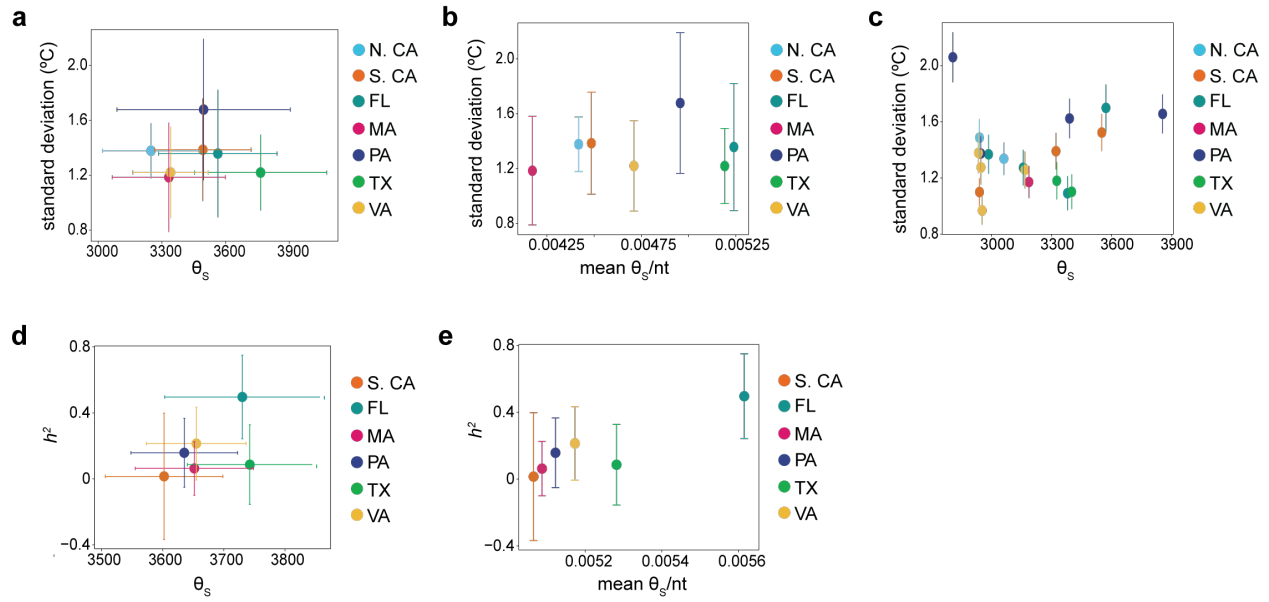 a
standard deviation (ºC)
2.0
1.6
1.2
0.8
3000 3300 3600 3900
θS
N. CA
S. CA
FL
MA
PA
TX
VA
b
standard deviation (ºC)
2.0
1.6
1.2
0.8
0.00425 0.00475 0.00525
mean θS/nt
N. CA
S. CA
FL
MA
PA
TX
VA
c
standard deviation (ºC)
2.0
1.6
1.2
0.8
3000 3300 3600 3900
θS
N. CA
S. CA
FL
MA
PA
TX
VA
d
h²
0.8
0.4
0
−0.4
3500 3600 3700 3800
θS
S. CA
FL
MA
PA
TX
VA
e
h²
0.8
0.4
0
−0.4
0.0052 0.0054 0.0056
mean θS/nt
S. CA
FL
MA
PA
TX
VA